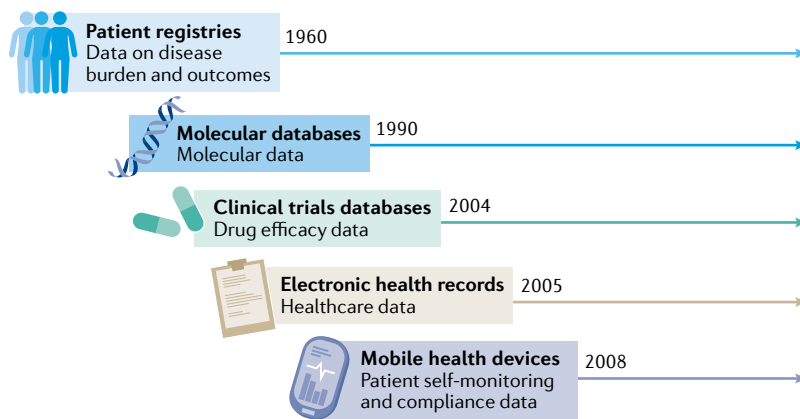 Patient registries
Data on disease
burden and outcomes
1960
Molecular databases
Molecular data
1990
Clinical trials databases
Drug efficacy data
2004
Electronic health records
Healthcare data
2005
Mobile health devices
Patient self-monitoring
and compliance data
2008